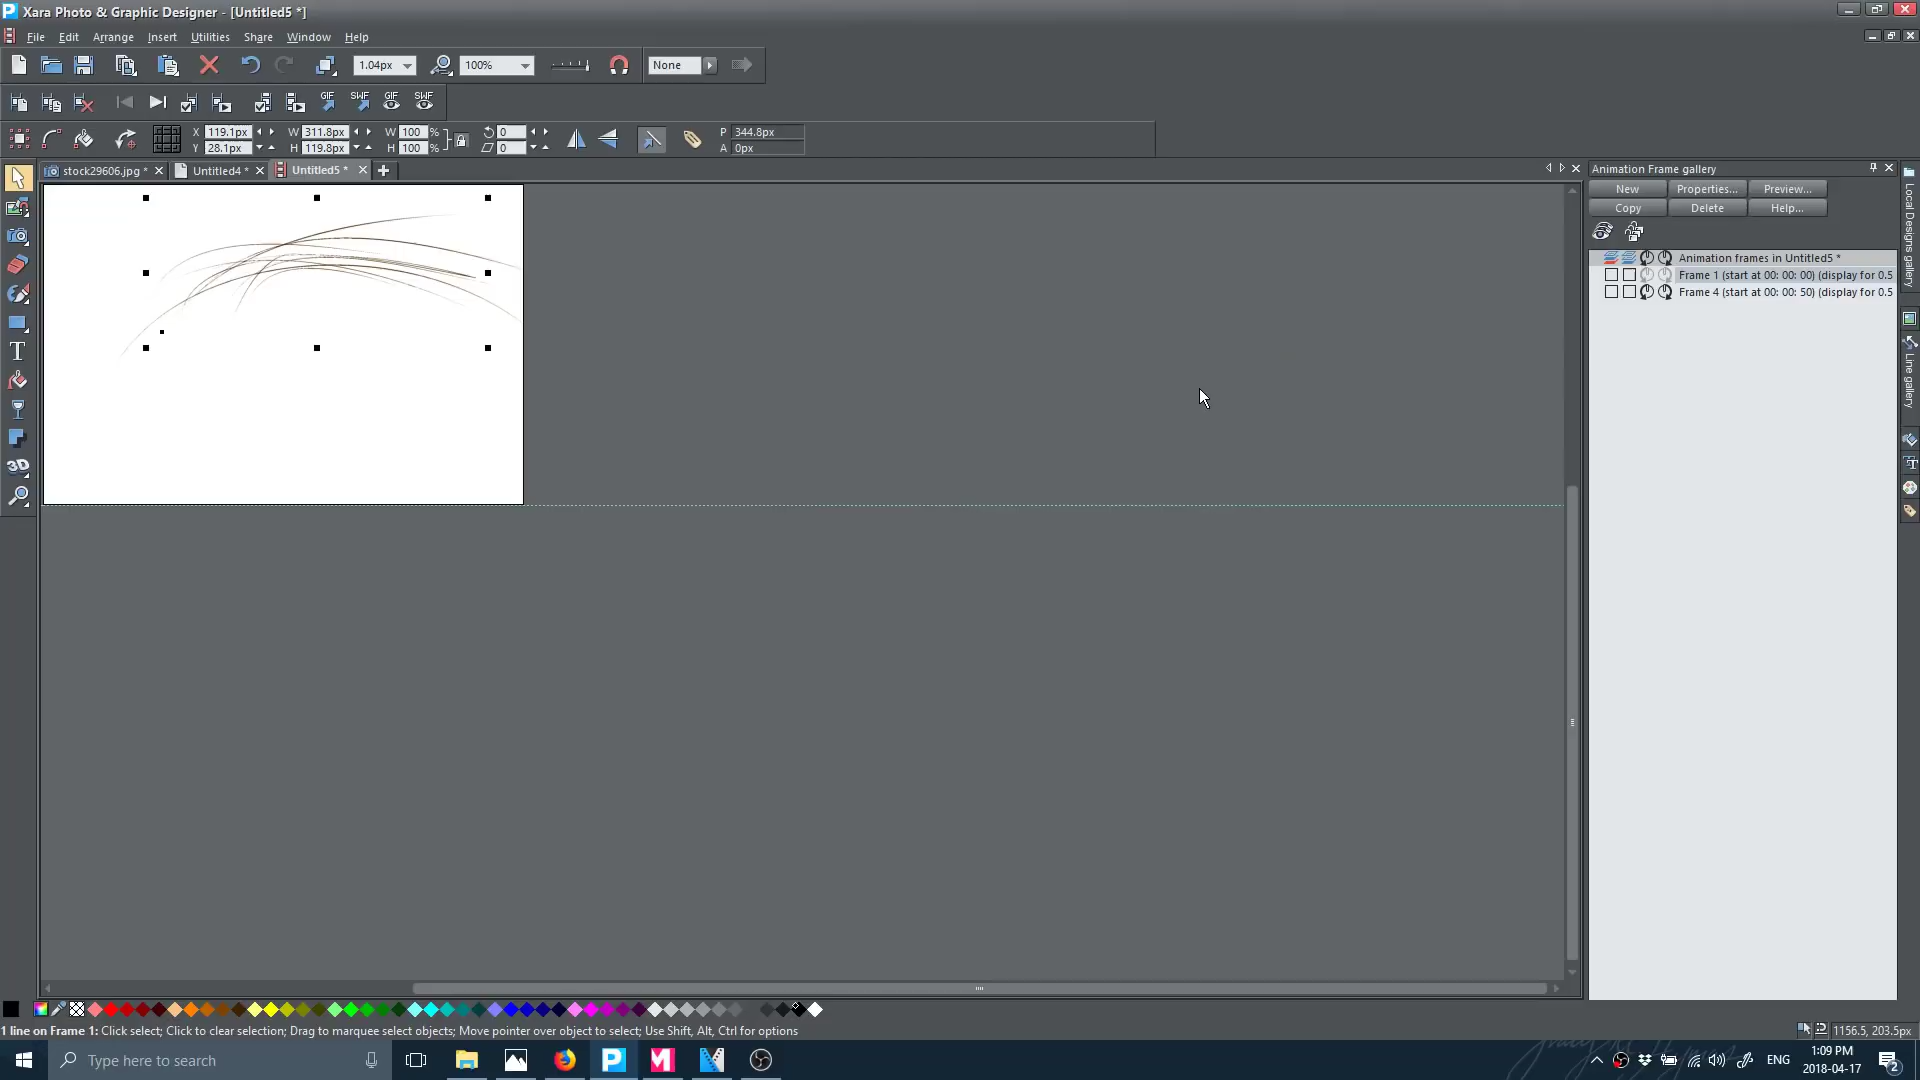 Xara Photo & Graphic Designer - [Untitled5 *]
File Edit Arrange Insert Utilities Share Window Help
1.04px 100% None
GIF SWF GIF SWF
X 119.1px W 311.8px W 100 % 0 P 344.8px
Y 28.1px H 119.8px H 100 % 0 A 0px
stock29606.jpg * Untitled4 * Untitled5 *
Animation Frame gallery
New Properties... Preview...
Copy Delete Help...
Animation frames in Untitled5 *
Frame 1 (start at 00: 00: 00) (display for 0.5
Frame 4 (start at 00: 00: 50) (display for 0.5
Local Designs gallery
Line gallery
3D
1 line on Frame 1: Click select; Click to clear selection; Drag to marquee select objects; Move pointer over object to select; Use Shift, Alt, Ctrl for options
1156.5, 203.5px
Type here to search
ENG
1:09 PM
2018-04-17
2